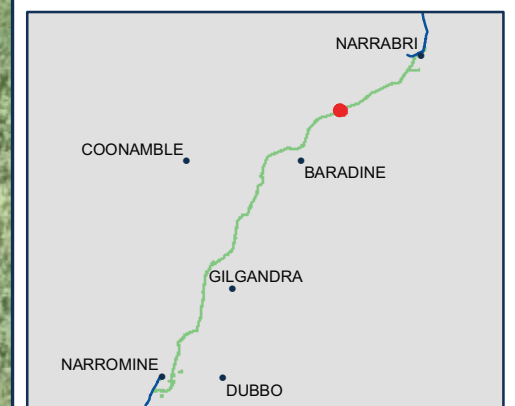 NARRABRI
COONAMBLE
BARADINE
GILGANDRA
NARROMINE
DUBBO